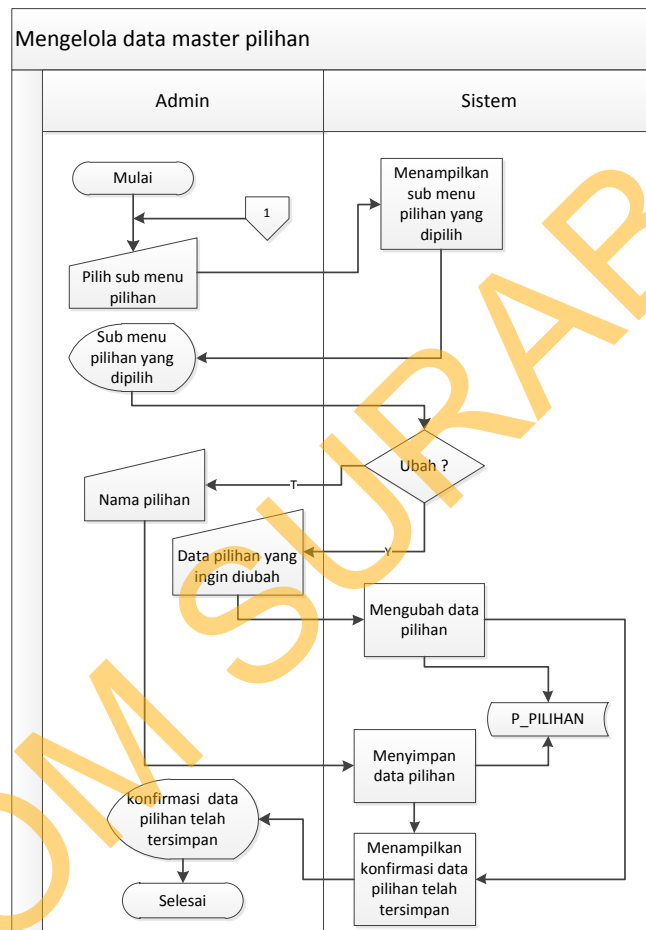 Mengelola data master pilihan
Admin
Sistem
Mulai
1
Menampilkan
sub menu
pilihan yang
dipilih
Pilih sub menu
pilihan
Sub menu
pilihan yang
dipilih
Ubah ?
T
Nama pilihan
Y
Data pilihan yang
ingin diubah
Mengubah data
pilihan
P_PILIHAN
Menyimpan
data pilihan
konfirmasi data
pilihan telah
tersimpan
Menampilkan
konfirmasi data
pilihan telah
tersimpan
Selesai
OM SURAB